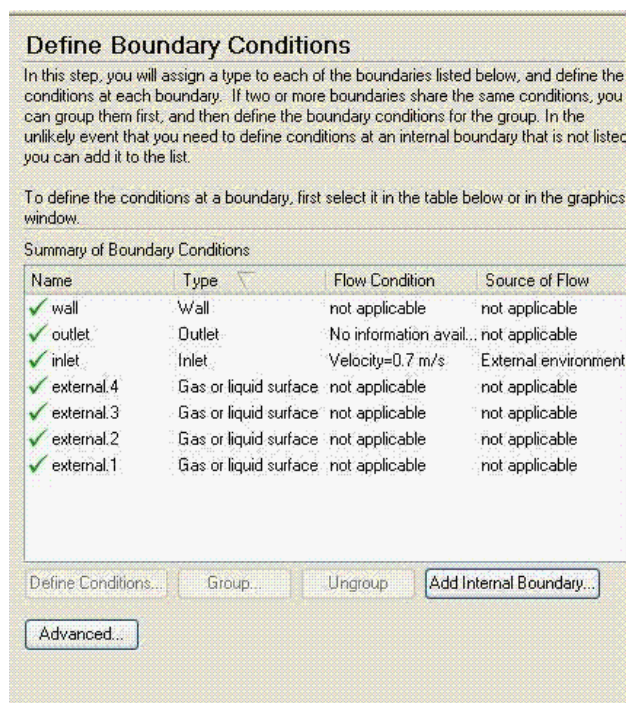 Define Boundary Conditions
In this step, you will assign a type to each of the boundaries listed below, and define the
conditions at each boundary. If two or more boundaries share the same conditions, you
can group them first, and then define the boundary conditions for the group. In the
unlikely event that you need to define conditions at an internal boundary that is not listed
you can add it to the list.
To define the conditions at a boundary, first select it in the table below or in the graphics
window.
Summary of Boundary Conditions
Name Type Flow Condition Source of Flow
wall Wall not applicable not applicable
outlet Outlet No information avail... not applicable
inlet Inlet Velocity=0.7 m/s External environment
external.4 Gas or liquid surface not applicable not applicable
external.3 Gas or liquid surface not applicable not applicable
external.2 Gas or liquid surface not applicable not applicable
external.1 Gas or liquid surface not applicable not applicable
Define Conditions... Group... Ungroup Add Internal Boundary...
Advanced...